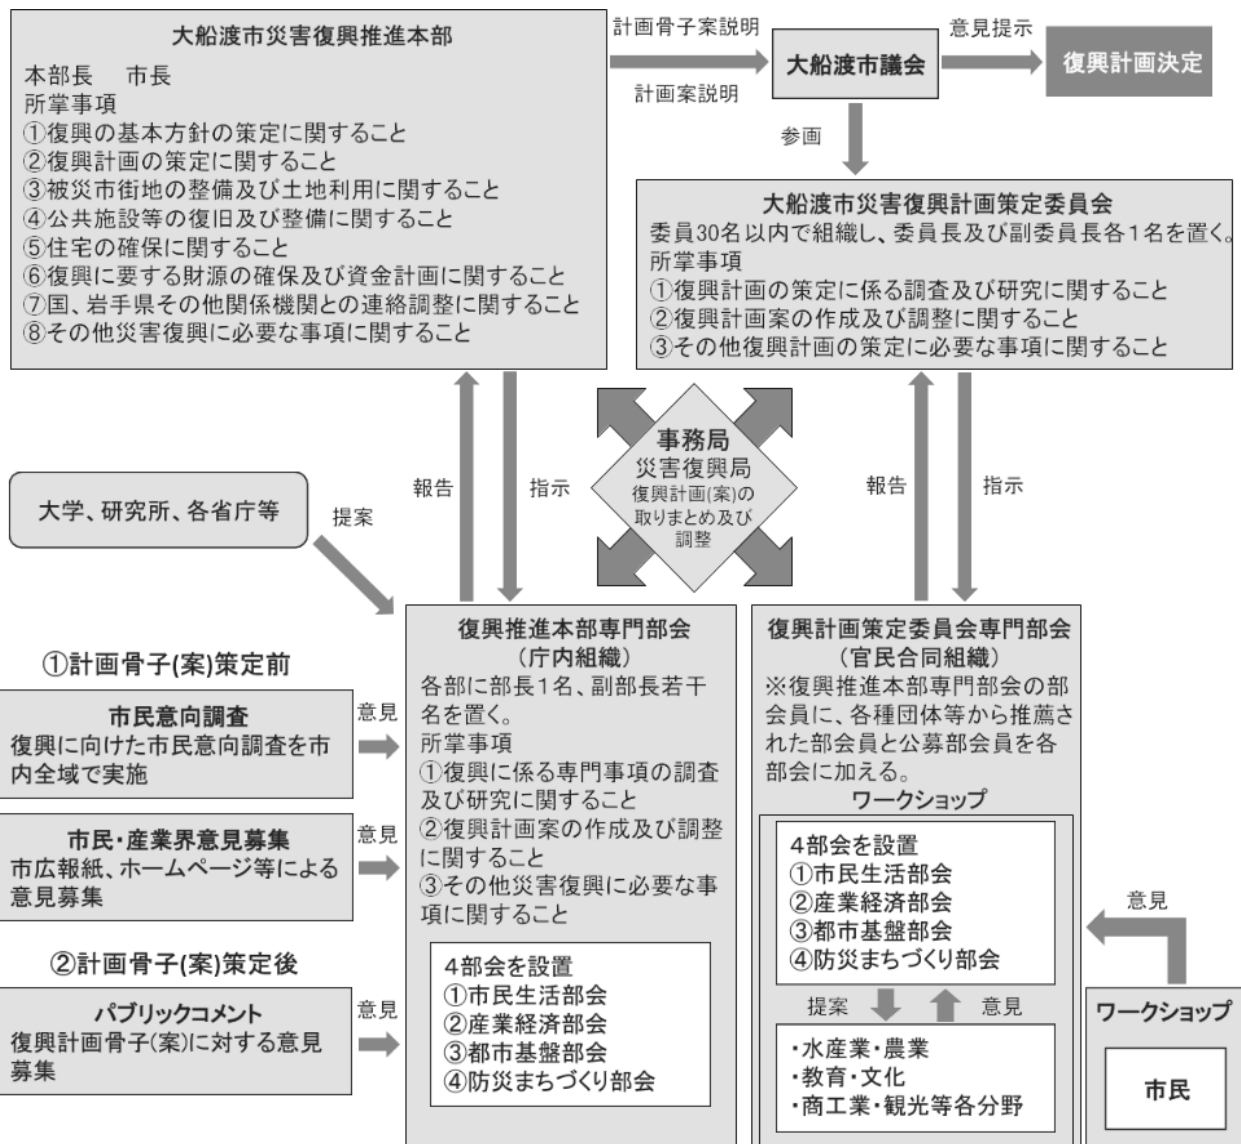 大船渡市災害復興推進本部
本部長　市長
所掌事項
①復興の基本方針の策定に関すること
②復興計画の策定に関すること
③被災市街地の整備及び土地利用に関すること
④公共施設等の復旧及び整備に関すること
⑤住宅の確保に関すること
⑥復興に要する財源の確保及び資金計画に関すること
⑦国、岩手県その他関係機関との連絡調整に関すること
⑧その他災害復興に必要な事項に関すること
計画骨子案説明
計画案説明
大船渡市議会
意見提示
復興計画決定
参画
大船渡市災害復興計画策定委員会
委員30名以内で組織し、委員長及び副委員長各1名を置く。
所掌事項
①復興計画の策定に係る調査及び研究に関すること
②復興計画案の作成及び調整に関すること
③その他復興計画の策定に必要な事項に関すること
報告
指示
事務局
災害復興局
復興計画(案)の
取りまとめ及び
調整
報告
指示
大学、研究所、各省庁等
提案
①計画骨子(案)策定前
市民意向調査
復興に向けた市民意向調査を市
内全域で実施
意見
市民・産業界意見募集
市広報紙、ホームページ等による
意見募集
意見
②計画骨子(案)策定後
パブリックコメント
復興計画骨子(案)に対する意見
募集
意見
復興推進本部専門部会
(庁内組織)
各部に部長1名、副部長若干
名を置く。
所掌事項
①復興に係る専門事項の調査
及び研究に関すること
②復興計画案の作成及び調整
に関すること
③その他災害復興に必要な事
項に関すること
4部会を設置
①市民生活部会
②産業経済部会
③都市基盤部会
④防災まちづくり部会
復興計画策定委員会専門部会
(官民合同組織)
※復興推進本部専門部会の部
会員に、各種団体等から推薦さ
れた部会員と公募部会員を各
部会に加える。
ワークショップ
4部会を設置
①市民生活部会
②産業経済部会
③都市基盤部会
④防災まちづくり部会
提案
意見
・水産業・農業
・教育・文化
・商工業・観光等各分野
意見
ワークショップ
市民